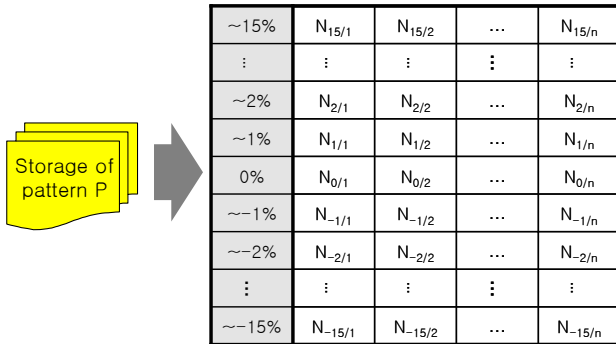 ~15% N15/1 N15/2 … N15/n
⋮ ⋮ ⋮ ⋮ ⋮
~2% N2/1 N2/2 … N2/n
~1% N1/1 N1/2 … N1/n
Storage of
pattern P
0% N0/1 N0/2 … N0/n
~-1% N-1/1 N-1/2 … N-1/n
~-2% N-2/1 N-2/2 … N-2/n
⋮ ⋮ ⋮ ⋮ ⋮
~-15% N-15/1 N-15/2 … N-15/n